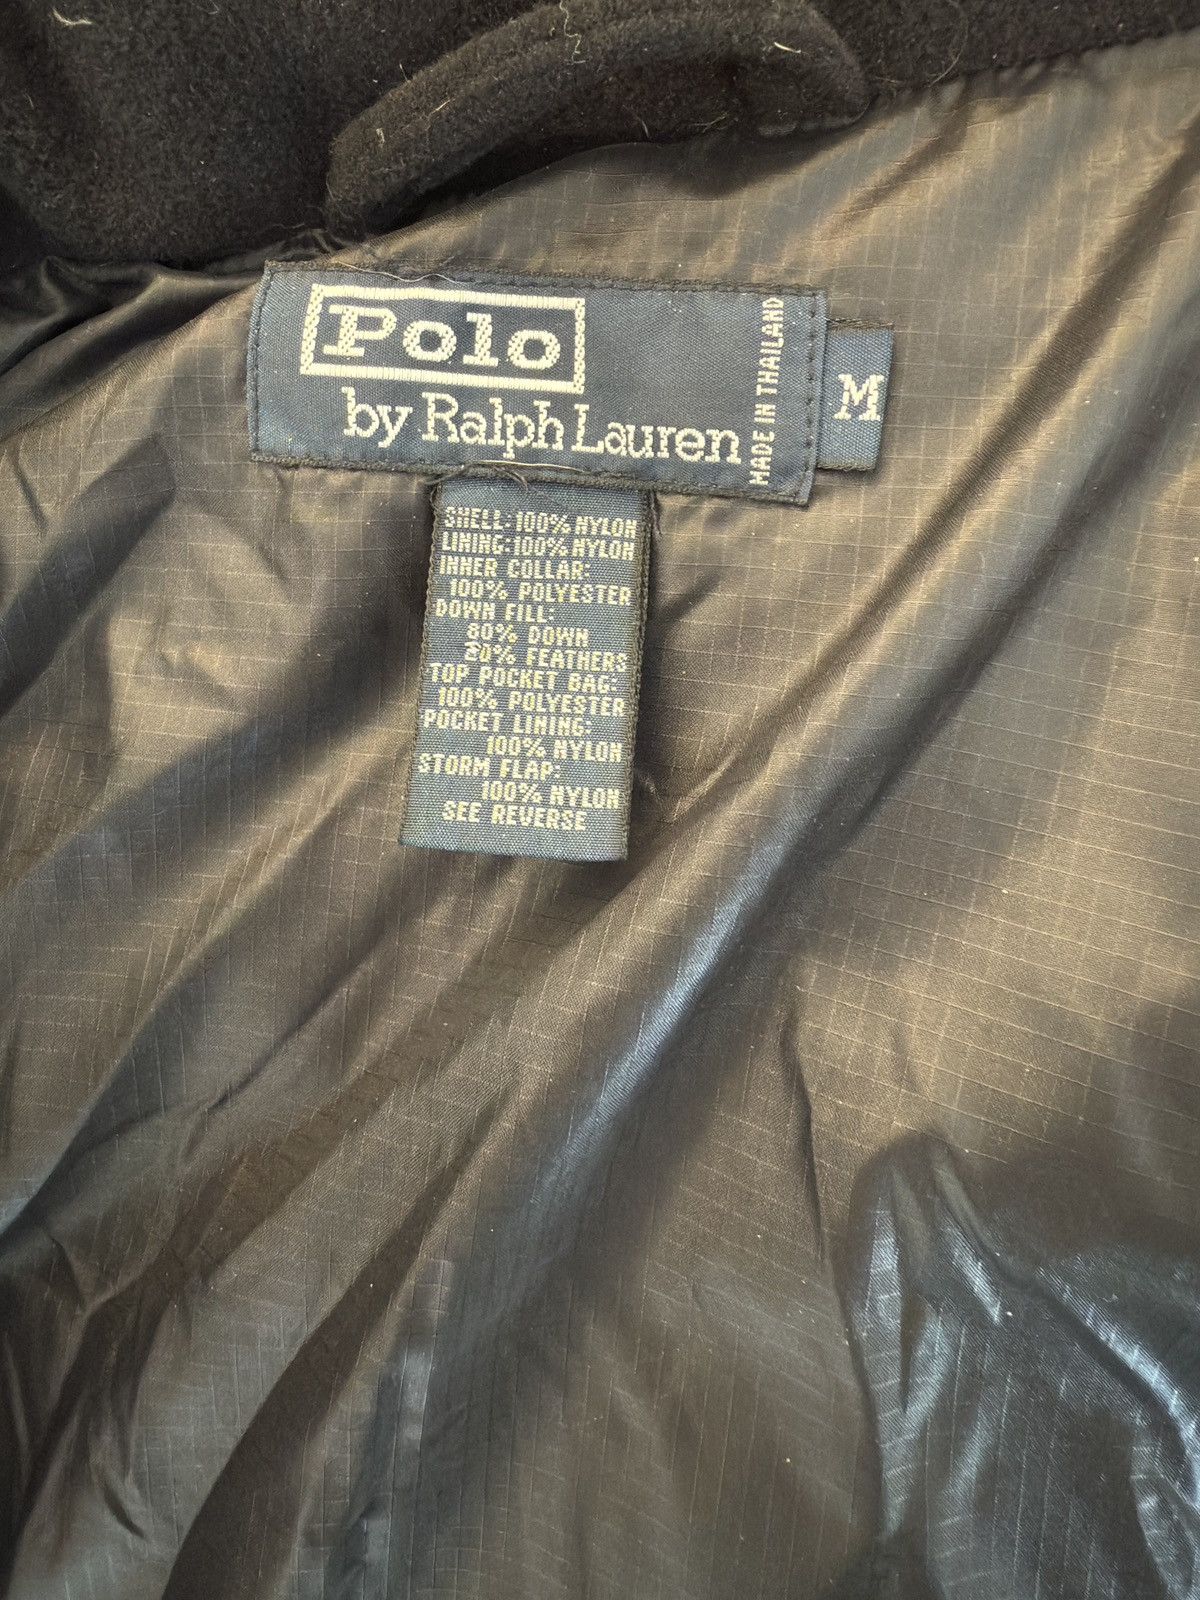 Polo
by Ralph Lauren
MADE IN THAILAND
M
SHELL: 100% NYLON
LINING: 100% NYLON
INNER COLLAR:
100% POLYESTER
DOWN FILL:
80% DOWN
20% FEATHERS
TOP POCKET BAG:
100% POLYESTER
POCKET LINING:
100% NYLON
STORM FLAP:
100% NYLON
SEE REVERSE